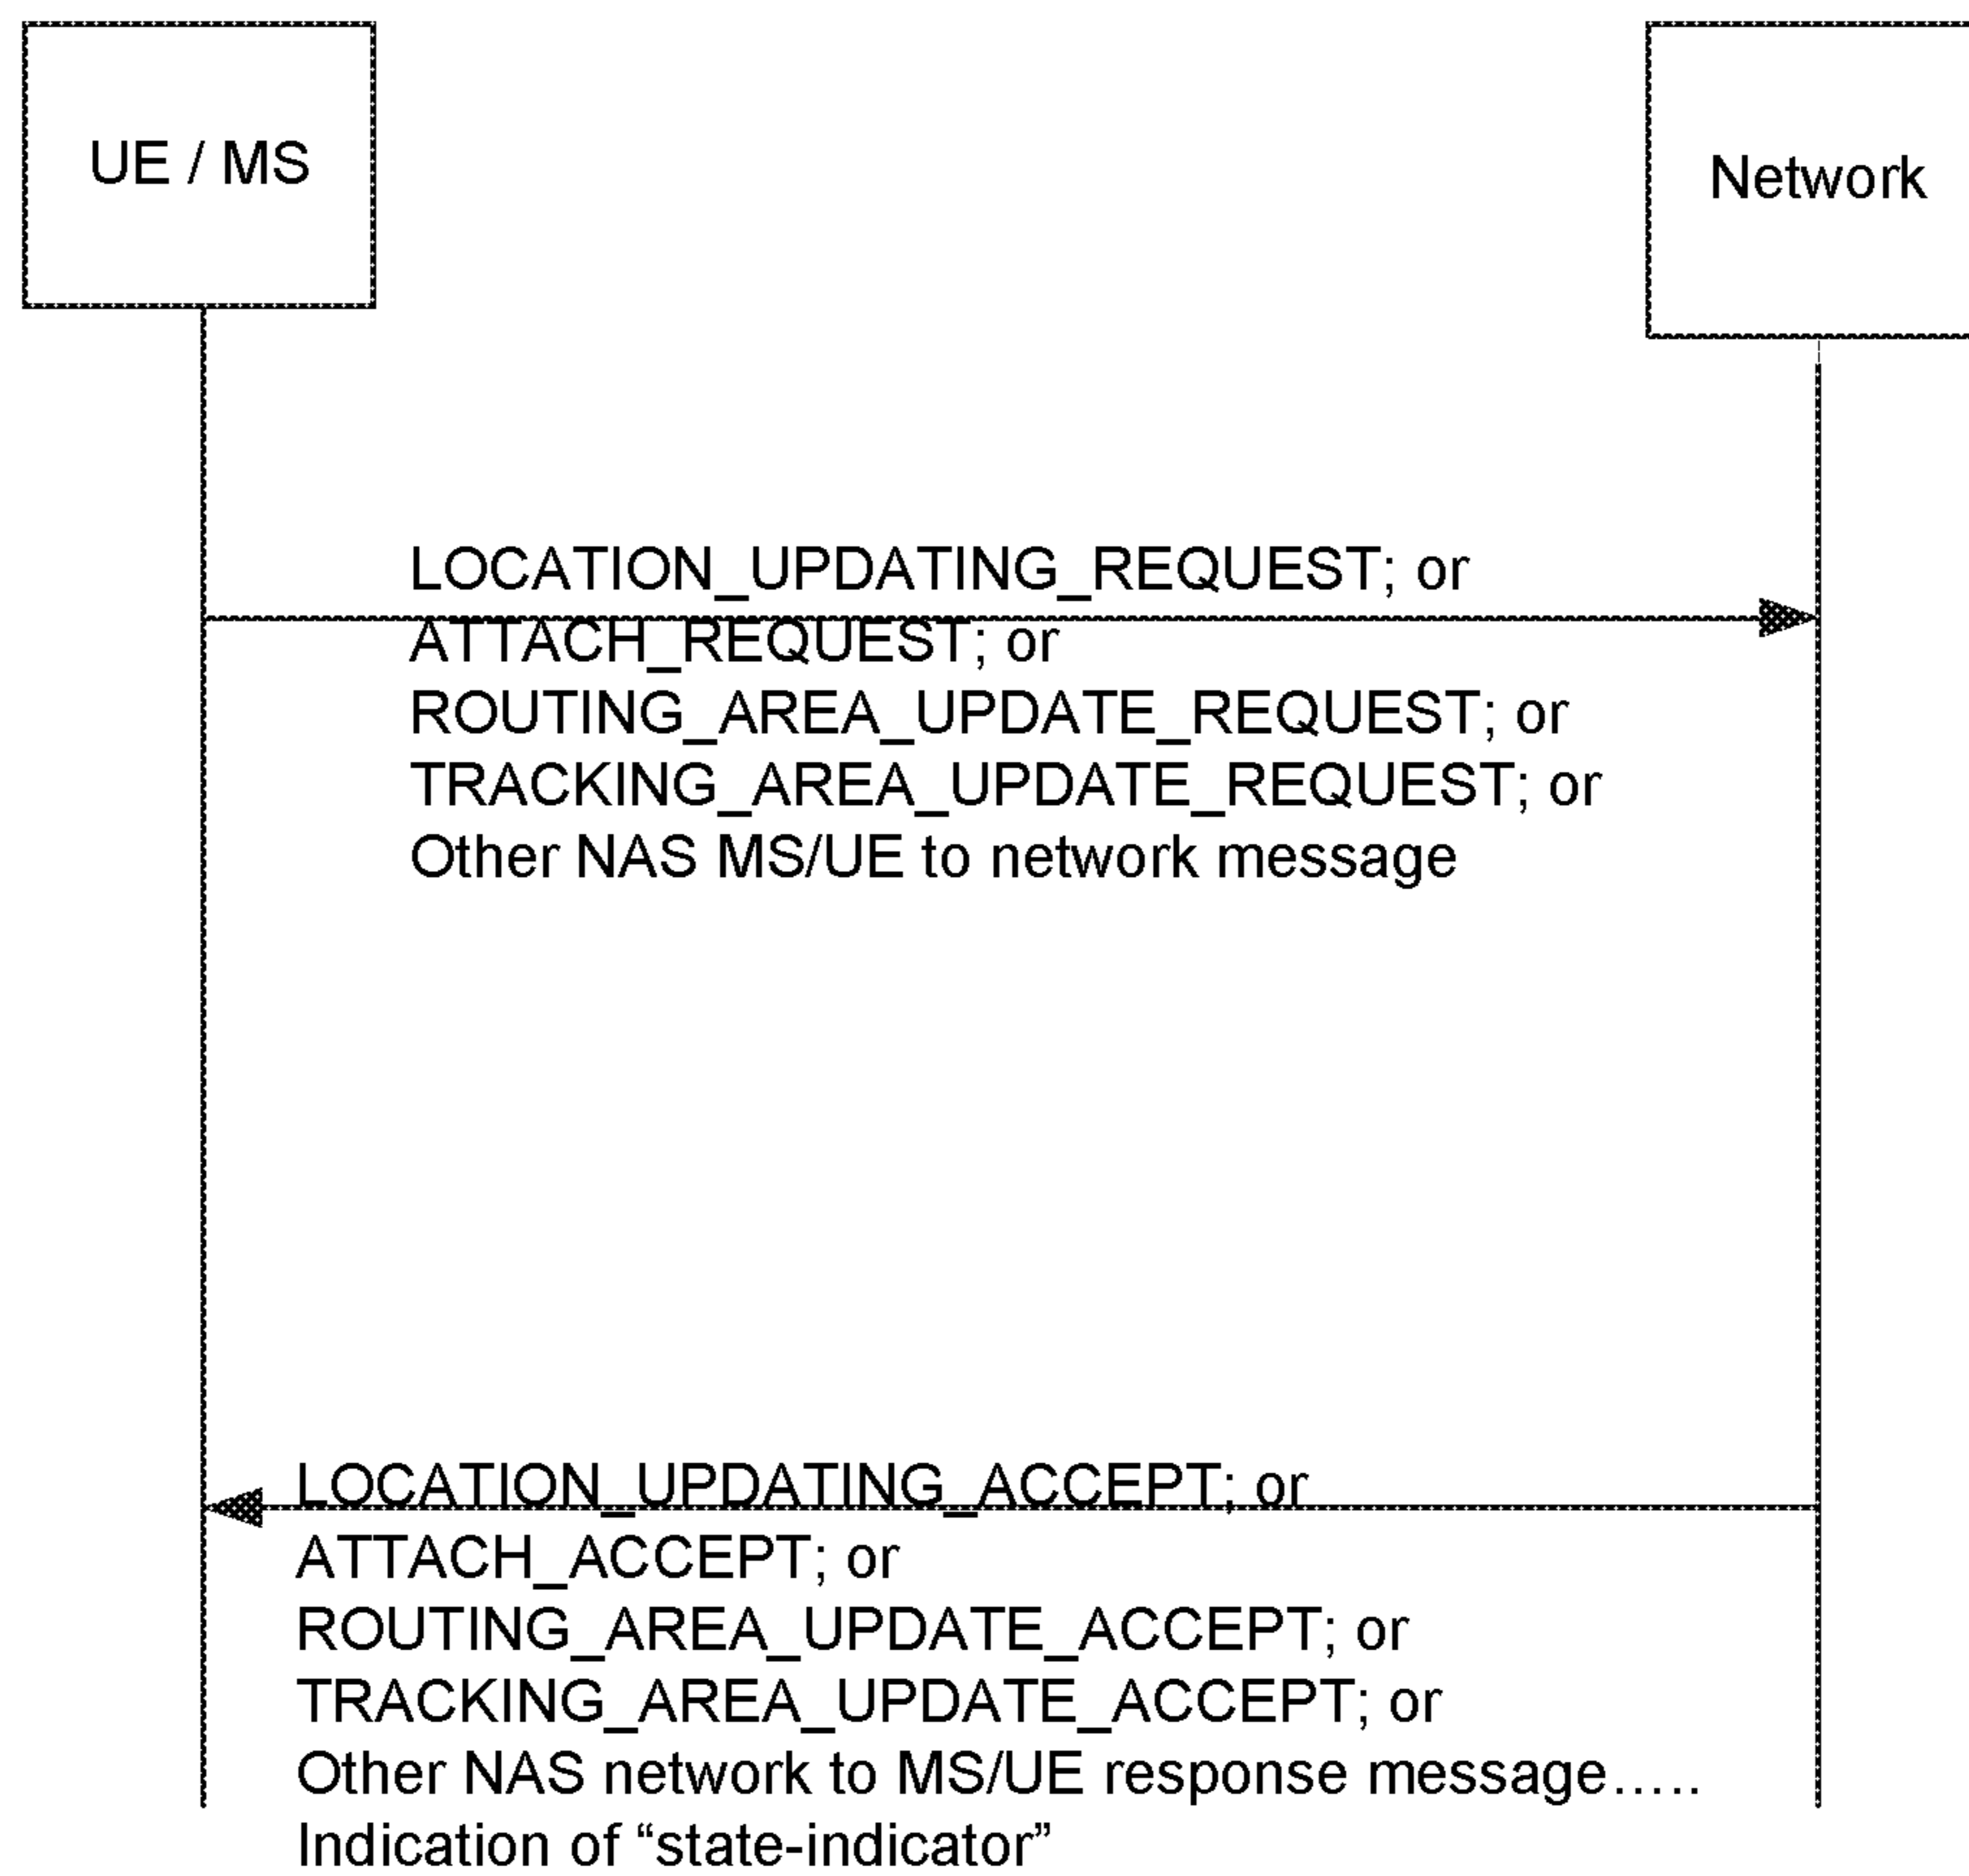 UE / MS
Network
LOCATION_UPDATING_REQUEST; or
ATTACH_REQUEST; or
ROUTING_AREA_UPDATE_REQUEST; or
TRACKING_AREA_UPDATE_REQUEST; or
Other NAS MS/UE to network message
LOCATION_UPDATING_ACCEPT; or
ATTACH_ACCEPT; or
ROUTING_AREA_UPDATE_ACCEPT; or
TRACKING_AREA_UPDATE_ACCEPT; or
Other NAS network to MS/UE response message…..
Indication of “state-indicator”